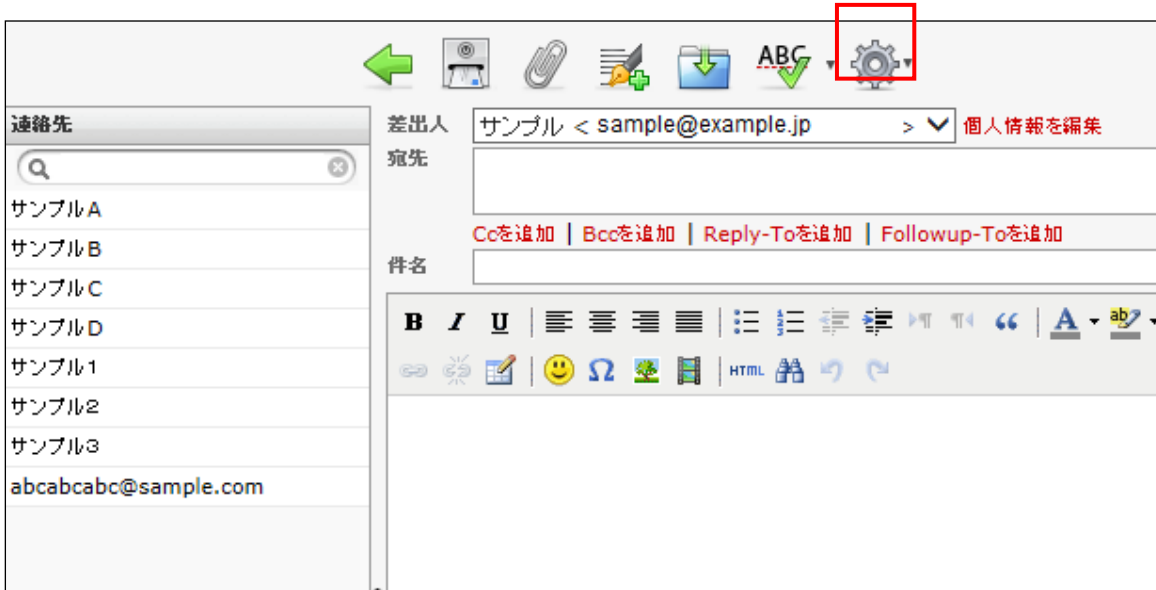 ABC
連絡先
サンプルA
サンプルB
サンプルC
サンプルD
サンプル1
サンプル2
サンプル3
abcabcabc@sample.com
差出人 サンプル < sample@example.jp > 個人情報を編集
宛先
Ccを追加 | Bccを追加 | Reply-Toを追加 | Followup-Toを追加
件名
B I U A ab
Ω HTML